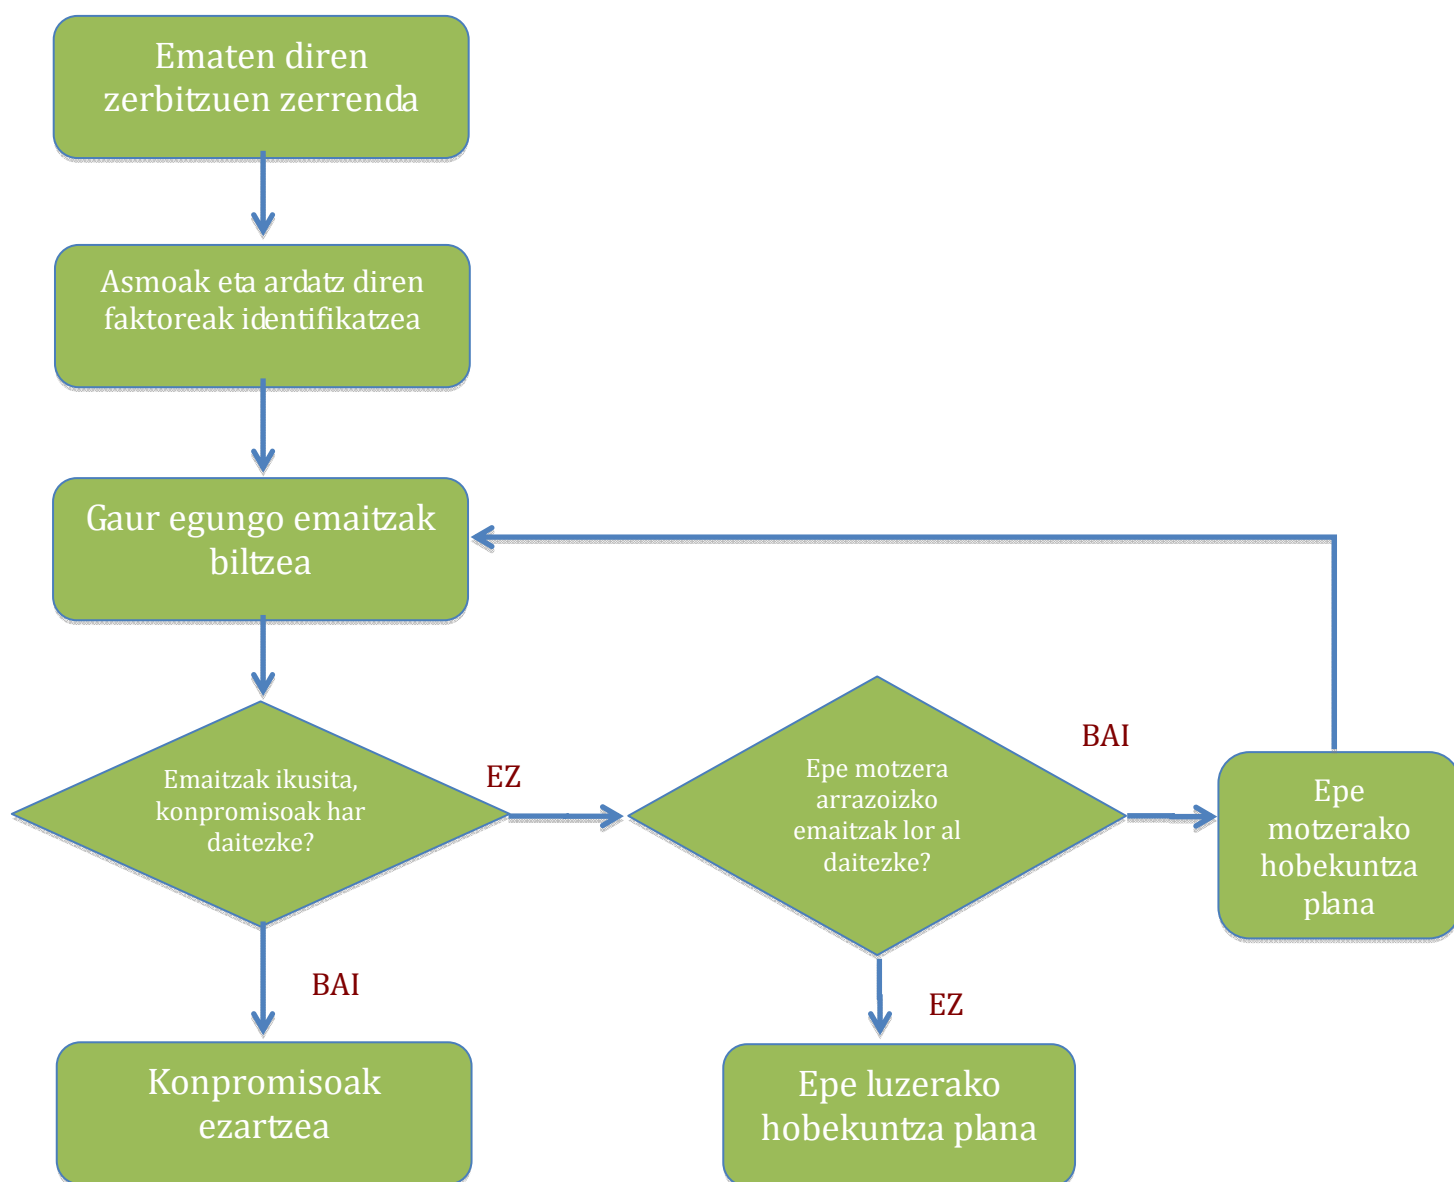 Ematen diren
zerbitzuen zerrenda
Asmoak eta ardatz diren
faktoreak identifikatzea
Gaur egungo emaitzak
biltzea
Emaitzak ikusita,
konpromisoak har
daitezke?
EZ
Epe motzera
arrazoizko
emaitzak lor al
daitezke?
BAI
Epe
motzerako
hobekuntza
plana
BAI
EZ
Konpromisoak
ezartzea
Epe luzerako
hobekuntza plana